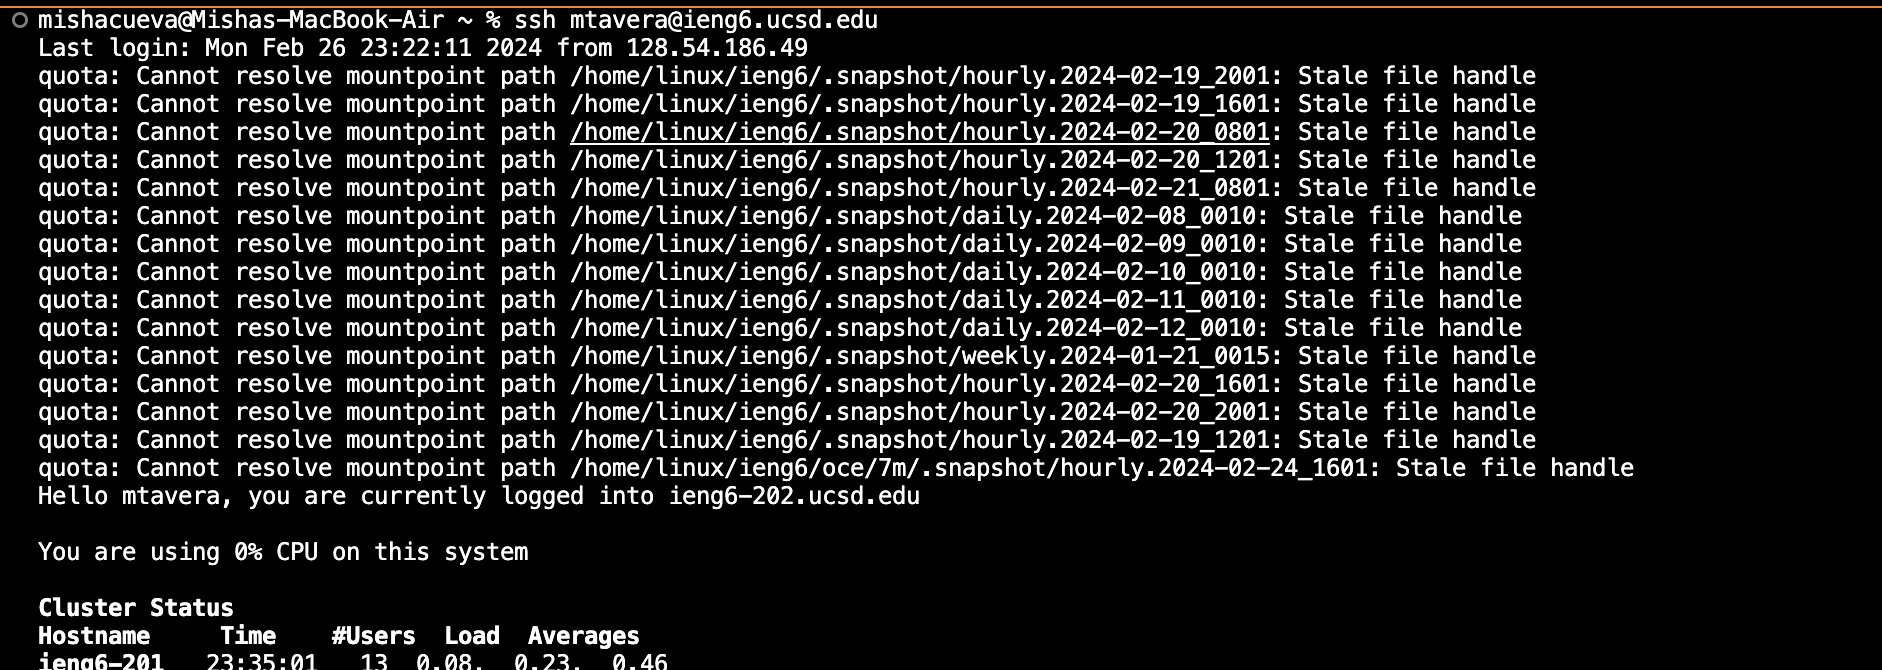 mishacueva@Mishas-MacBook-Air ~ % ssh mtavera@ieng6.ucsd.edu
Last login: Mon Feb 26 23:22:11 2024 from 128.54.186.49
quota: Cannot resolve mountpoint path /home/linux/ieng6/.snapshot/hourly.2024-02-19_2001: Stale file handle
quota: Cannot resolve mountpoint path /home/linux/ieng6/.snapshot/hourly.2024-02-19_1601: Stale file handle
quota: Cannot resolve mountpoint path /home/linux/ieng6/.snapshot/hourly.2024-02-20_0801: Stale file handle
quota: Cannot resolve mountpoint path /home/linux/ieng6/.snapshot/hourly.2024-02-20_1201: Stale file handle
quota: Cannot resolve mountpoint path /home/linux/ieng6/.snapshot/hourly.2024-02-21_0801: Stale file handle
quota: Cannot resolve mountpoint path /home/linux/ieng6/.snapshot/daily.2024-02-08_0010: Stale file handle
quota: Cannot resolve mountpoint path /home/linux/ieng6/.snapshot/daily.2024-02-09_0010: Stale file handle
quota: Cannot resolve mountpoint path /home/linux/ieng6/.snapshot/daily.2024-02-10_0010: Stale file handle
quota: Cannot resolve mountpoint path /home/linux/ieng6/.snapshot/daily.2024-02-11_0010: Stale file handle
quota: Cannot resolve mountpoint path /home/linux/ieng6/.snapshot/daily.2024-02-12_0010: Stale file handle
quota: Cannot resolve mountpoint path /home/linux/ieng6/.snapshot/weekly.2024-01-21_0015: Stale file handle
quota: Cannot resolve mountpoint path /home/linux/ieng6/.snapshot/hourly.2024-02-20_1601: Stale file handle
quota: Cannot resolve mountpoint path /home/linux/ieng6/.snapshot/hourly.2024-02-20_2001: Stale file handle
quota: Cannot resolve mountpoint path /home/linux/ieng6/.snapshot/hourly.2024-02-19_1201: Stale file handle
quota: Cannot resolve mountpoint path /home/linux/ieng6/oce/7m/.snapshot/hourly.2024-02-24_1601: Stale file handle
Hello mtavera, you are currently logged into ieng6-202.ucsd.edu
You are using 0% CPU on this system
Cluster Status
Hostname Time #Users Load Averages
ieng6-201 23:35:01 13 0.08, 0.23, 0.46